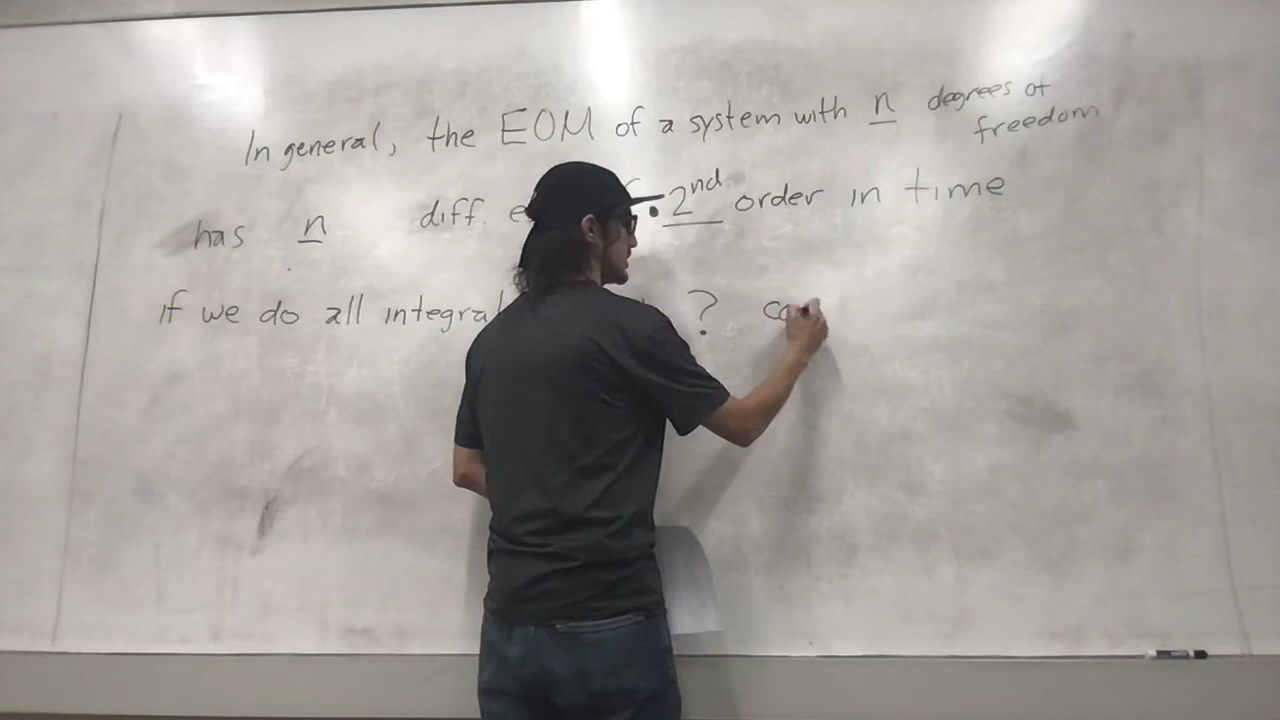 In general, the EOM of a system with n degrees of freedom
has n diff. 2nd order in time
if we do all ? co